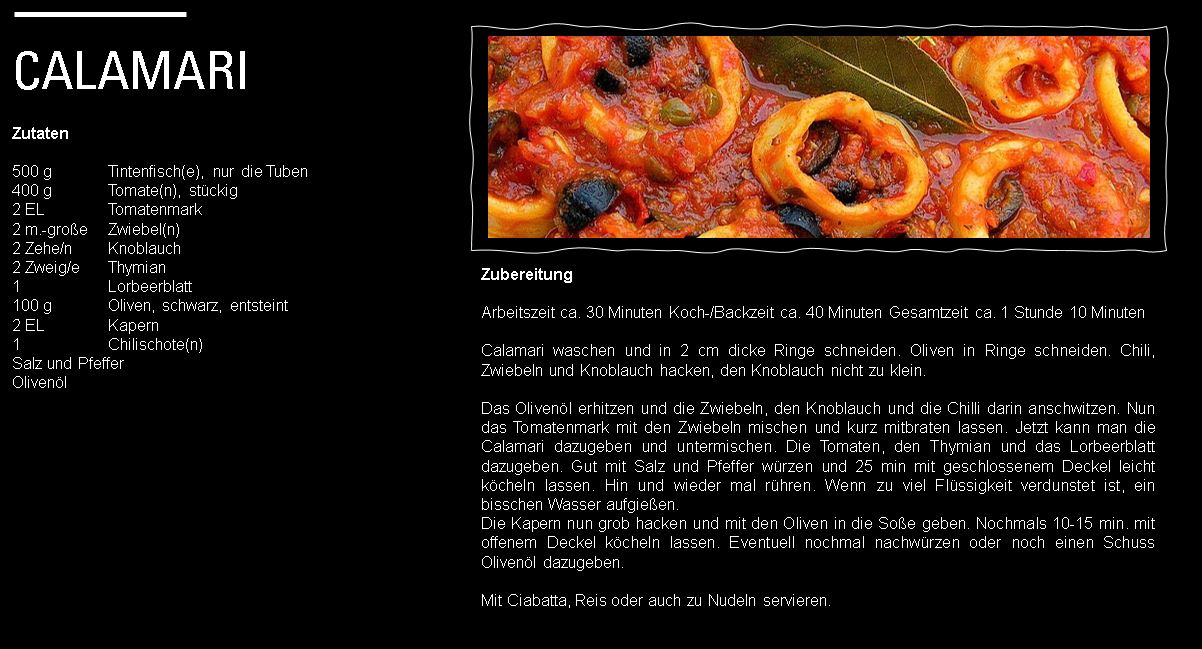 CALAMARI
Zutaten
500 g Tintenfisch(e), nur die Tuben
400 g Tomate(n), stückig
2 EL Tomatenmark
2 m.-große Zwiebel(n)
2 Zehe/n Knoblauch
2 Zweig/e Thymian
1 Lorbeerblatt
100 g Oliven, schwarz, entsteint
2 EL Kapern
1 Chilischote(n)
Salz und Pfeffer
Olivenöl
Zubereitung
Arbeitszeit ca. 30 Minuten Koch-/Backzeit ca. 40 Minuten Gesamtzeit ca. 1 Stunde 10 Minuten
Calamari waschen und in 2 cm dicke Ringe schneiden. Oliven in Ringe schneiden. Chili,
Zwiebeln und Knoblauch hacken, den Knoblauch nicht zu klein.
Das Olivenöl erhitzen und die Zwiebeln, den Knoblauch und die Chilli darin anschwitzen. Nun
das Tomatenmark mit den Zwiebeln mischen und kurz mitbraten lassen. Jetzt kann man die
Calamari dazugeben und untermischen. Die Tomaten, den Thymian und das Lorbeerblatt
dazugeben. Gut mit Salz und Pfeffer würzen und 25 min mit geschlossenem Deckel leicht
köcheln lassen. Hin und wieder mal rühren. Wenn zu viel Flüssigkeit verdunstet ist, ein
bisschen Wasser aufgießen.
Die Kapern nun grob hacken und mit den Oliven in die Soße geben. Nochmals 10-15 min. mit
offenem Deckel köcheln lassen. Eventuell nochmal nachwürzen oder noch einen Schuss
Olivenöl dazugeben.
Mit Ciabatta, Reis oder auch zu Nudeln servieren.